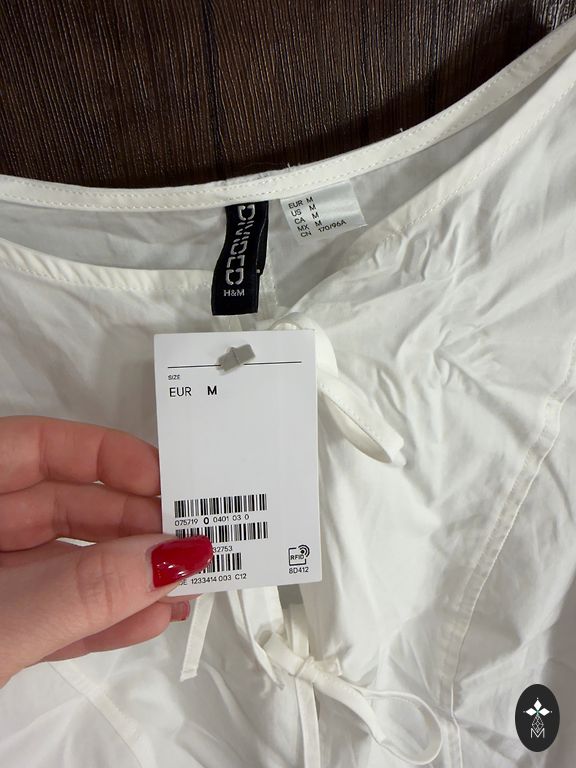 DIVIDED
H&M
EUR M
US M
CA M
MX M
CN 170/96A
SIZE
EUR M
075719 0 0401 03 0
32753
1233414 003 C12
RFID
8D412
M